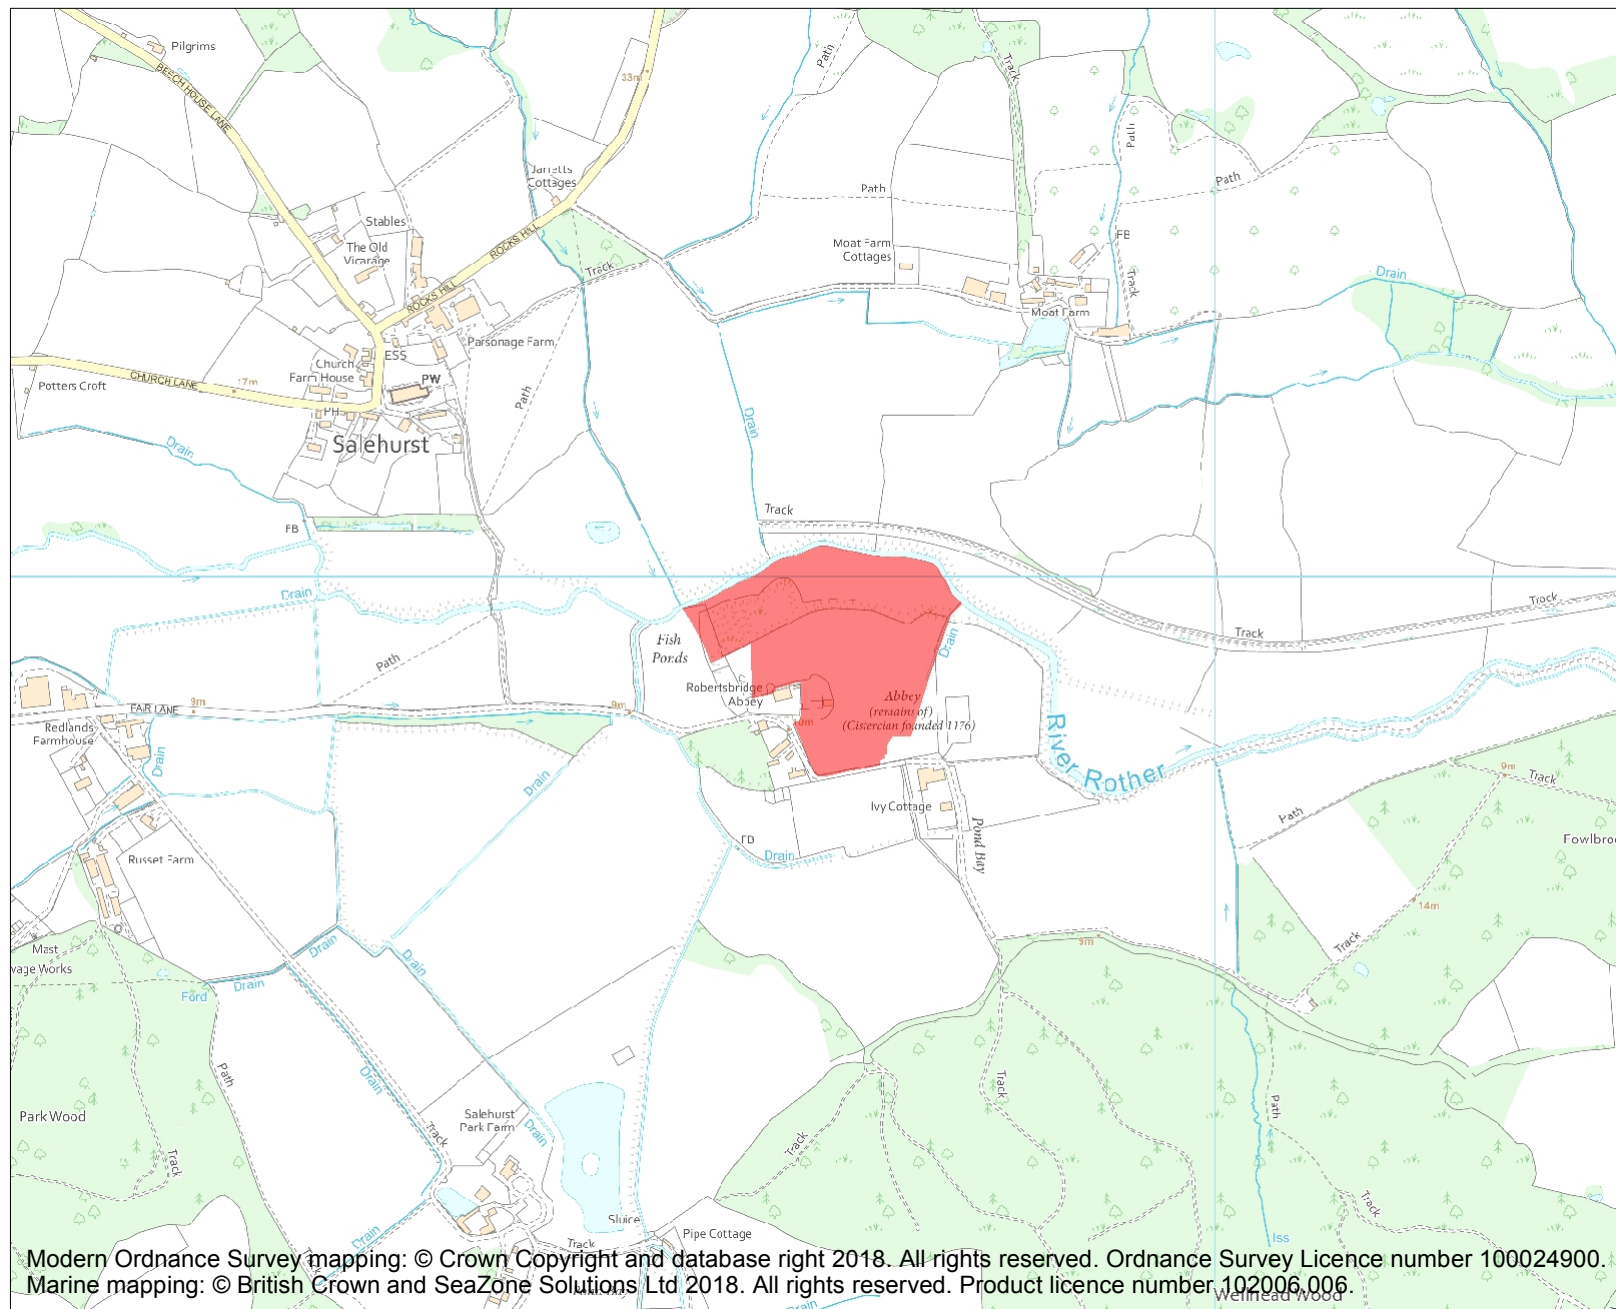 Pilgrims
BEECH HOUSE LANE
33m
Path
Track
Path
Path
Jarretts
Cottages
Path
Stables
The Old
Vicarage
ROCKS HILL
Track
Moat Farm
Cottages
FB
Track
Drain
ROCKS HILL
Moat Farm
Parsonage Farm
ESS
Church
Farm House
PW
CHURCH LANE
17m
Potters Croft
PH
Path
Drain
Salehurst
Drain
Track
FB
Drain
Track
Track
Fish
Ponds
Drain
Path
Robertsbridge
Abbey
Abbey
(remains of)
(Cistercian founded 1176)
FAIR LANE
9m
9m
10m
Redlands
Farmhouse
Drain
River Rother
Drain
9m
Track
Ivy Cottage
Path
Pond Bay
FB
Drain
Russet Farm
14m
Mast
Drain
Drain
9m
Track
Ford
Drain
Path
Drain
Track
Path
Park Wood
Salehurst
Park Farm
Track
Drain
Track
Track
Track
Drain
Sluice
Pipe Cottage
Iss
Track
Modern Ordnance Survey mapping: © Crown Copyright and database right 2018. All rights reserved. Ordnance Survey Licence number 100024900.
Marine mapping: © British Crown and SeaZone Solutions Ltd 2018. All rights reserved. Product licence number 102006.006.
Wellhead Wood
Drain